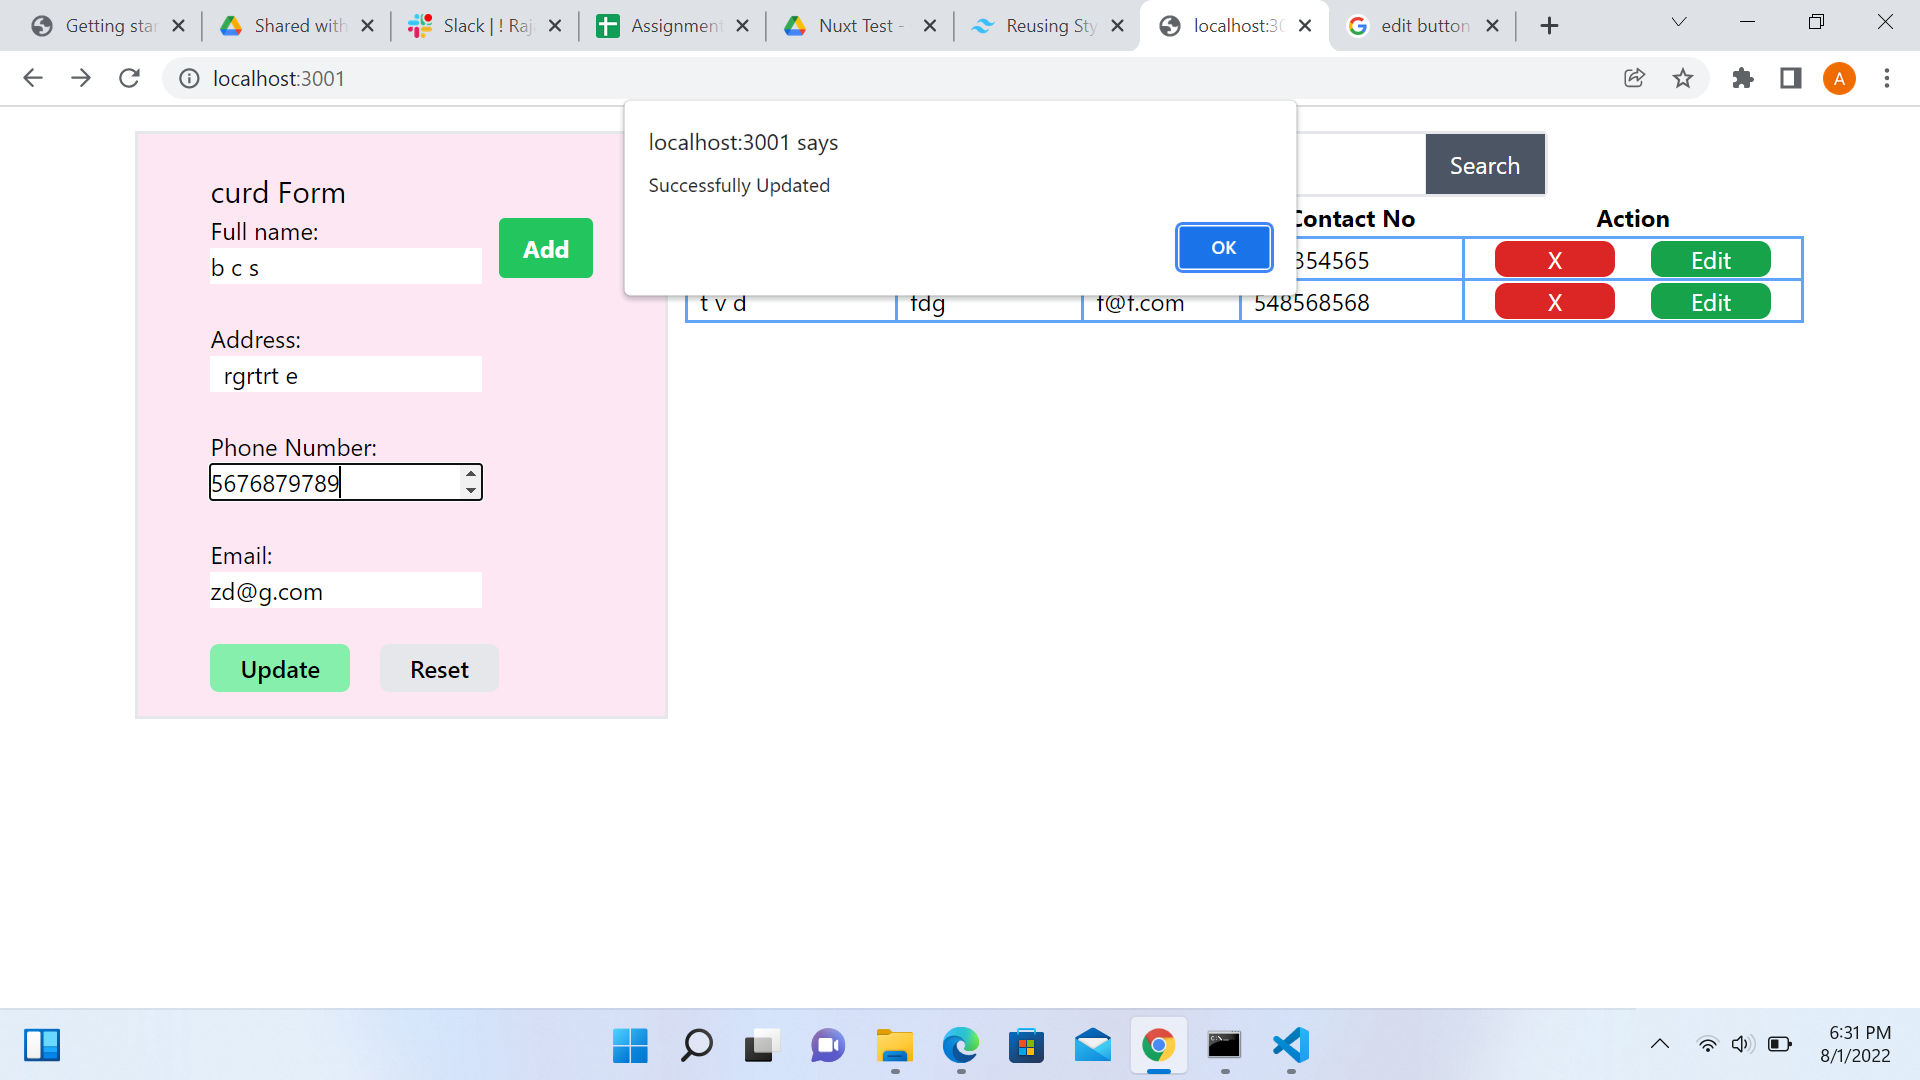 Getting star
Shared with
Slack | ! Raj
Assignment
Nuxt Test -
Reusing Sty
localhost:30
edit button
localhost:3001
A
localhost:3001 says
Successfully Updated
OK
Search
curd Form
Full name:
b c s
Add
Contact No
Action
354565
X
Edit
t v d
fdg
f@f.com
548568568
X
Edit
Address:
rgrtrt e
Phone Number:
5676879789
Email:
zd@g.com
Update
Reset
6:31 PM
8/1/2022